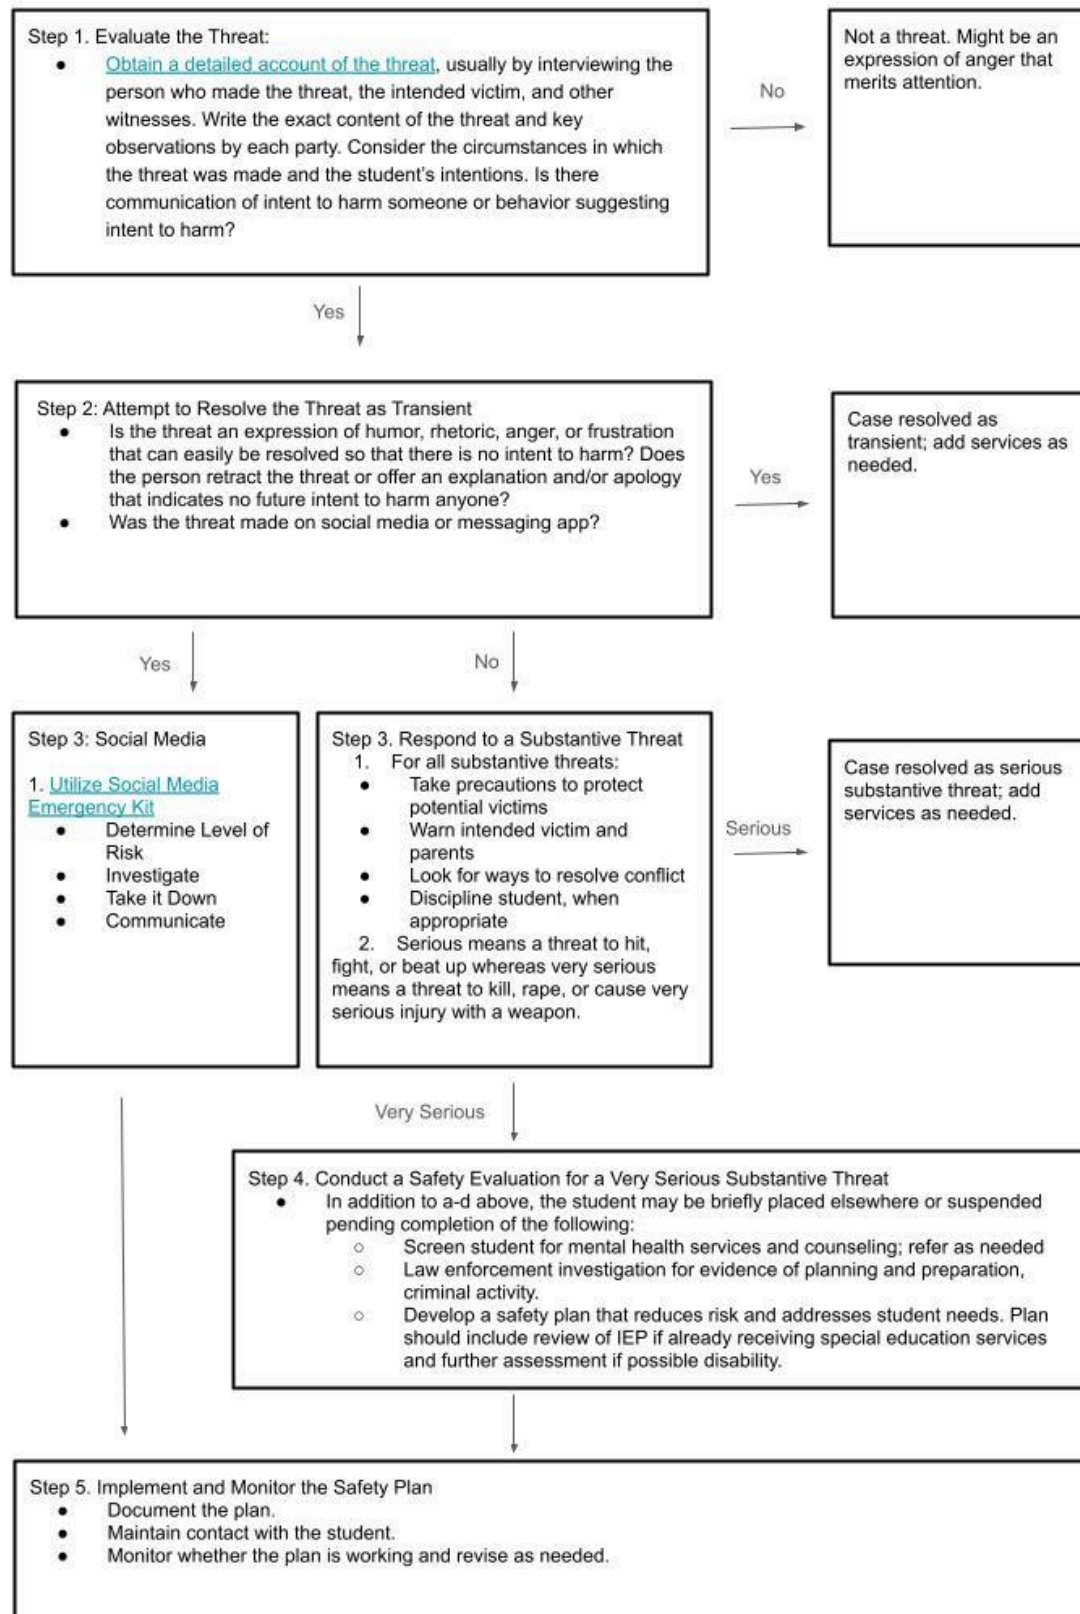 Step 1. Evaluate the Threat:
● Obtain a detailed account of the threat, usually by interviewing the
person who made the threat, the intended victim, and other
witnesses. Write the exact content of the threat and key
observations by each party. Consider the circumstances in which
the threat was made and the student's intentions. Is there
communication of intent to harm someone or behavior suggesting
intent to harm?
No
Not a threat. Might be an
expression of anger that
merits attention.
Yes
Step 2: Attempt to Resolve the Threat as Transient
● Is the threat an expression of humor, rhetoric, anger, or frustration
that can easily be resolved so that there is no intent to harm? Does
the person retract the threat or offer an explanation and/or apology
that indicates no future intent to harm anyone?
● Was the threat made on social media or messaging app?
Yes
Case resolved as
transient; add services as
needed.
Yes
No
Step 3: Social Media
1. Utilize Social Media
Emergency Kit
● Determine Level of
Risk
● Investigate
● Take it Down
● Communicate
Step 3. Respond to a Substantive Threat
1. For all substantive threats:
● Take precautions to protect
potential victims
● Warn intended victim and
parents
● Look for ways to resolve conflict
● Discipline student, when
appropriate
2. Serious means a threat to hit,
fight, or beat up whereas very serious
means a threat to kill, rape, or cause very
serious injury with a weapon.
Serious
Case resolved as serious
substantive threat; add
services as needed.
Very Serious
Step 4. Conduct a Safety Evaluation for a Very Serious Substantive Threat
● In addition to a-d above, the student may be briefly placed elsewhere or suspended
pending completion of the following:
○ Screen student for mental health services and counseling; refer as needed
○ Law enforcement investigation for evidence of planning and preparation,
criminal activity.
○ Develop a safety plan that reduces risk and addresses student needs. Plan
should include review of IEP if already receiving special education services
and further assessment if possible disability.
Step 5. Implement and Monitor the Safety Plan
● Document the plan.
● Maintain contact with the student.
● Monitor whether the plan is working and revise as needed.